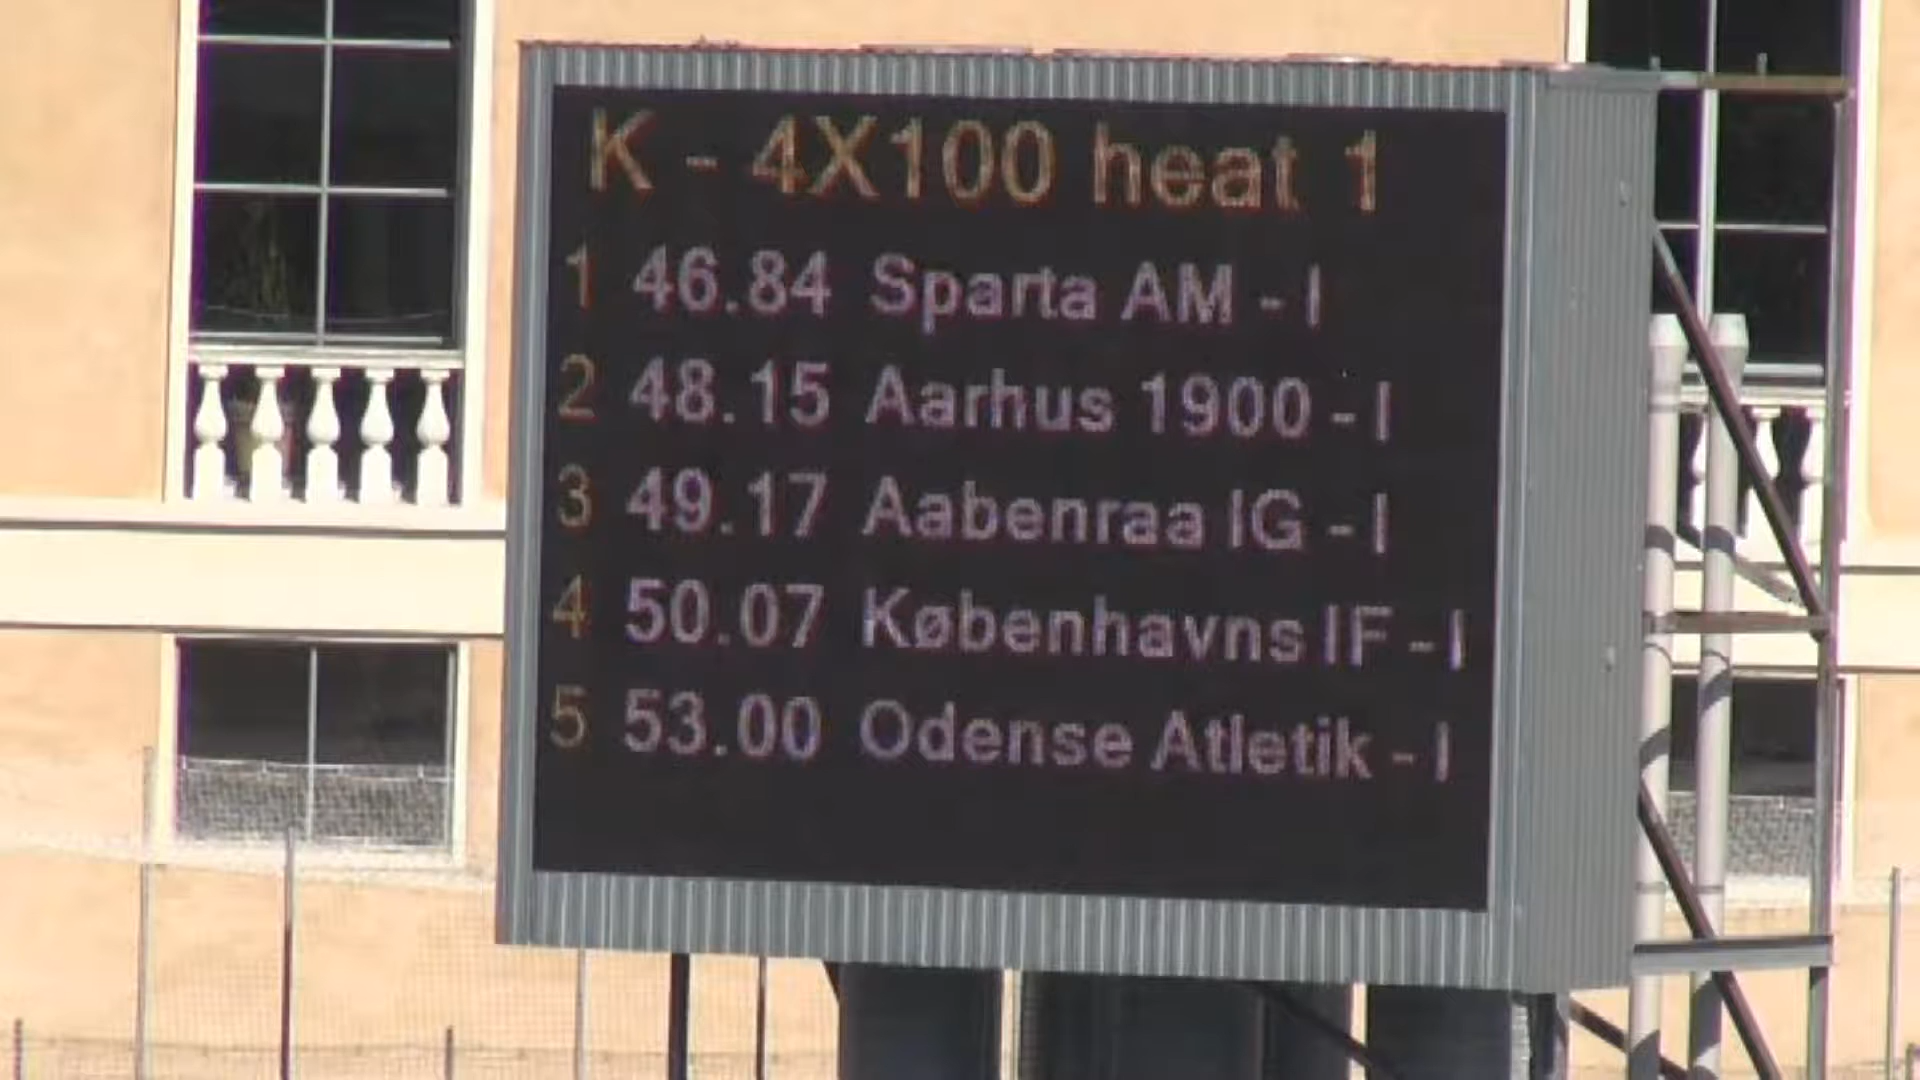 K - 4X100 heat 1
1 46.84 Sparta AM - I
2 48.15 Aarhus 1900 - I
3 49.17 Aabenraa IG - I
4 50.07 Københavns IF - I
5 53.00 Odense Atletik - I